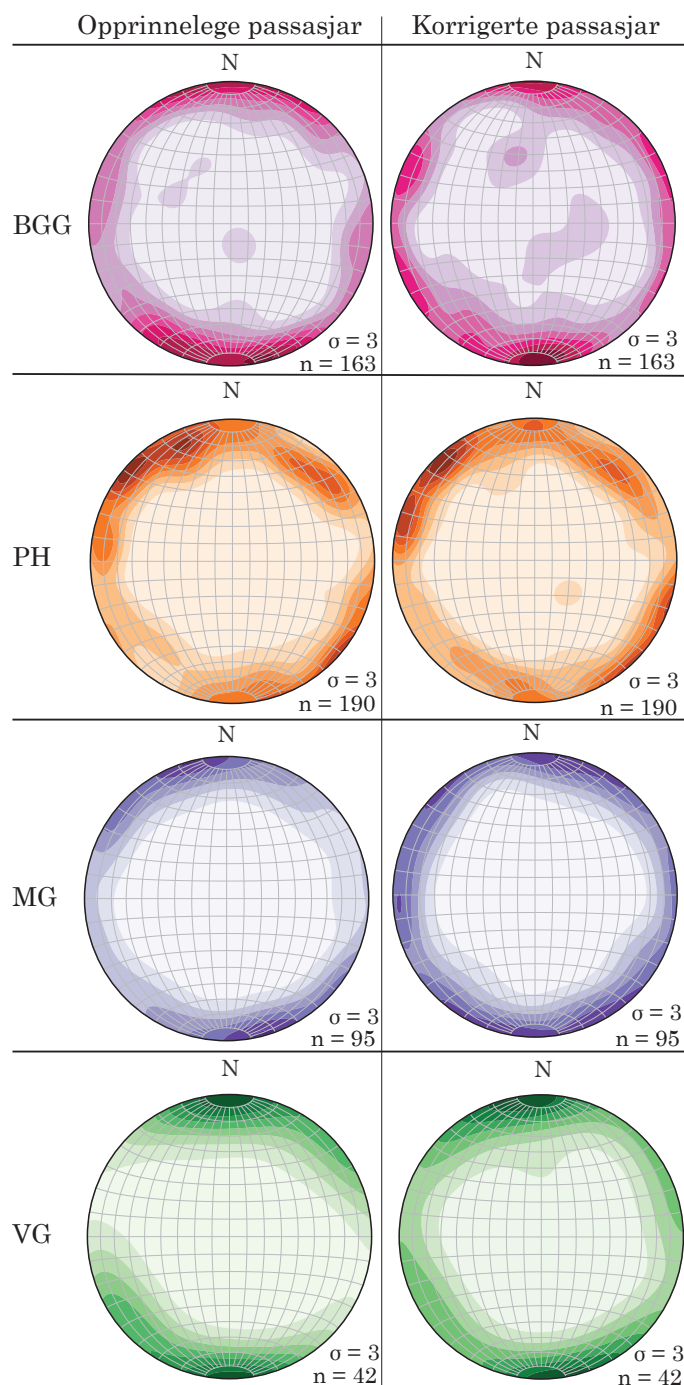 Opprinnelege passasjar Korrigerte passasjar
N N
BGG
σ = 3 σ = 3
n = 163 n = 163
N N
PH
σ = 3 σ = 3
n = 190 n = 190
N N
MG
σ = 3 σ = 3
n = 95 n = 95
N N
VG
σ = 3 σ = 3
n = 42 n = 42